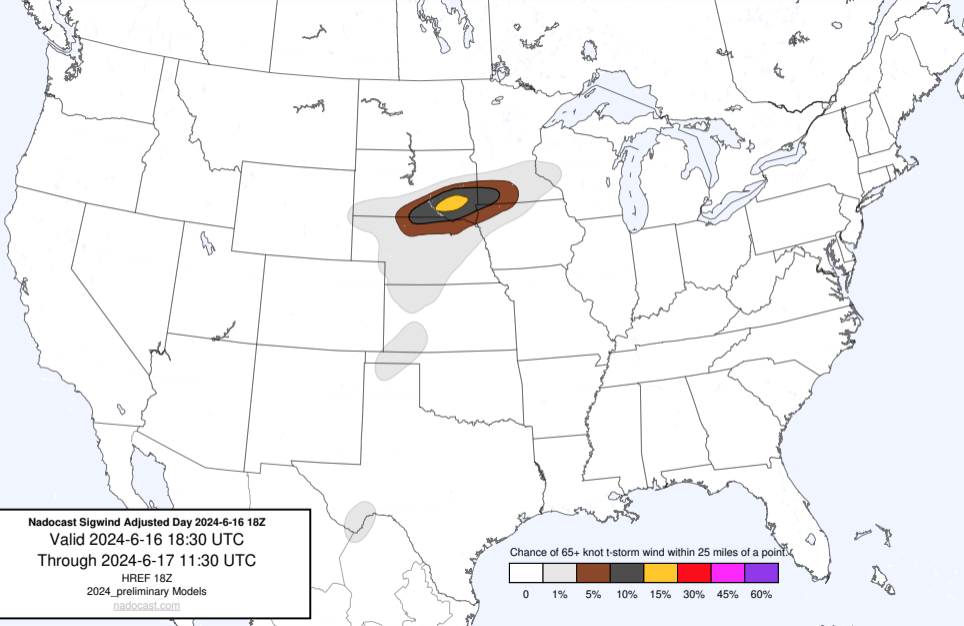 Nadocast Sigwind Adjusted Day 2024-6-16 18Z
Valid 2024-6-16 18:30 UTC
Through 2024-6-17 11:30 UTC
HREF 18Z
2024_preliminary Models
nadocast.com
Chance of 65+ knot t-storm wind within 25 miles of a point.
0 1% 5% 10% 15% 30% 45% 60%